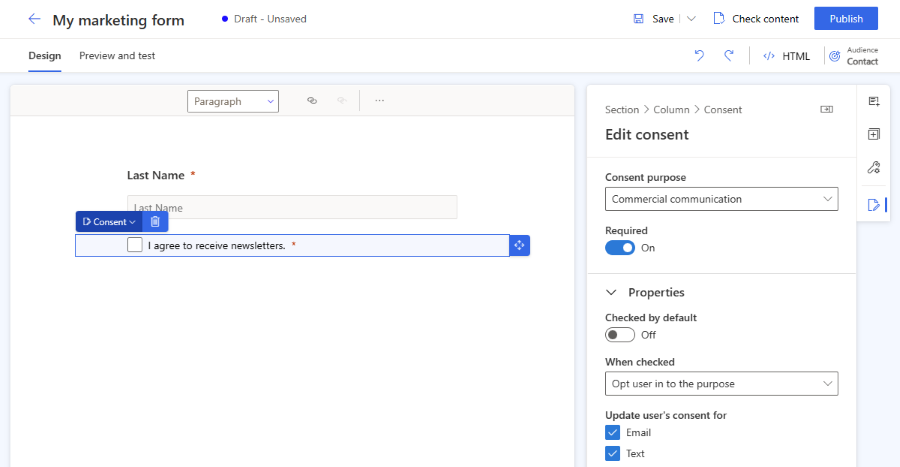 My marketing form
Draft - Unsaved
Save
Check content
Publish
Design
Preview and test
HTML
Audience
Contact
Paragraph
Last Name *
Last Name
Consent
I agree to receive newsletters. *
Section > Column > Consent
Edit consent
Consent purpose
Commercial communication
Required
On
Properties
Checked by default
Off
When checked
Opt user in to the purpose
Update user's consent for
Email
Text